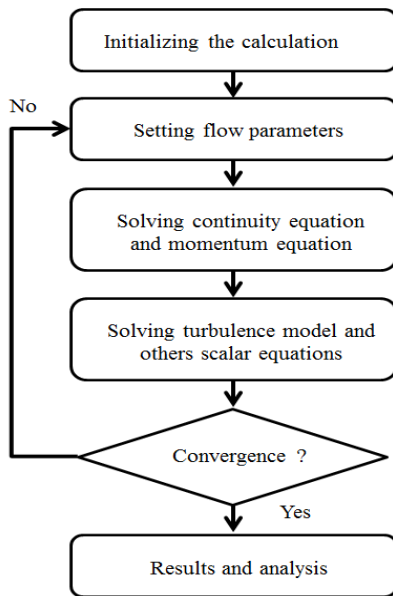 Initializing the calculation
No
Setting flow parameters
Solving continuity equation
and momentum equation
Solving turbulence model and
others scalar equations
Convergence ?
Yes
Results and analysis